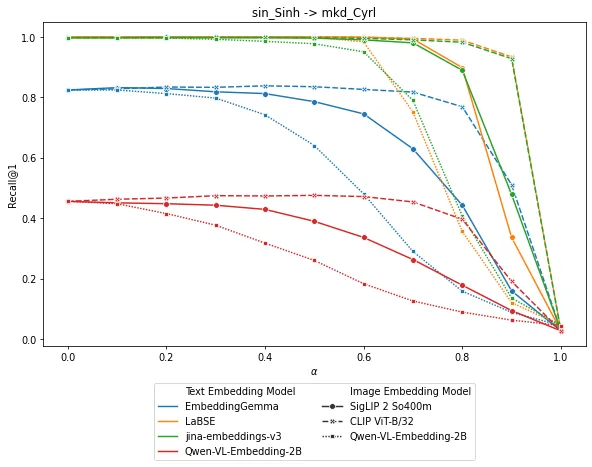 sin_Sinh -> mkd_Cyrl
Recall@1
1.0
0.8
0.6
0.4
0.2
0.0
0.0 0.2 0.4 0.6 0.8 1.0
α
Text Embedding Model
EmbeddingGemma
LaBSE
jina-embeddings-v3
Qwen-VL-Embedding-2B
Image Embedding Model
SigLIP 2 So400m
CLIP ViT-B/32
Qwen-VL-Embedding-2B